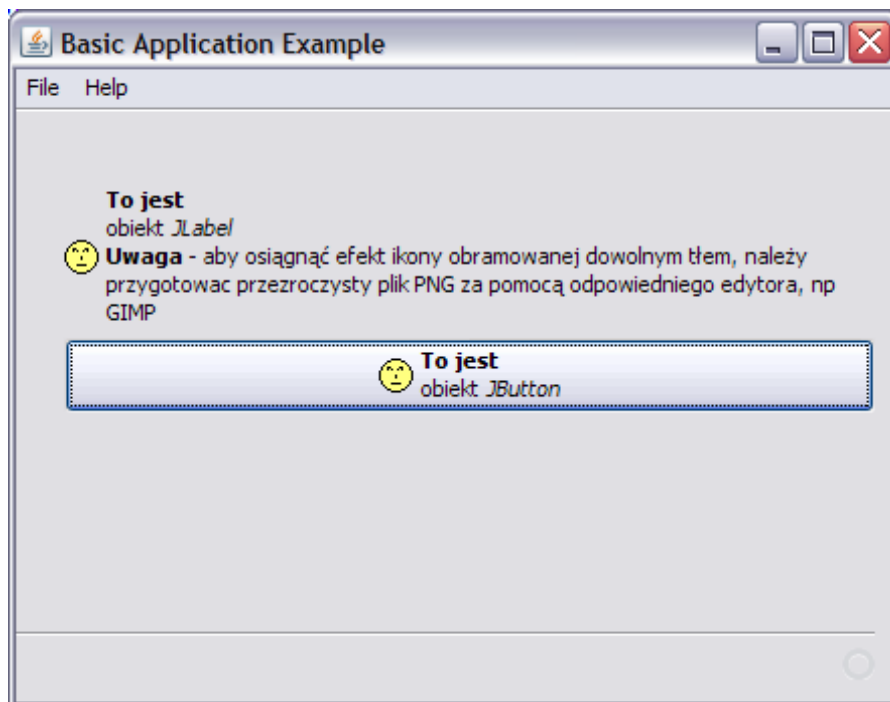 Basic Application Example
File Help
To jest
obiekt JLabel
Uwaga - aby osiągnąć efekt ikony obramowanej dowolnym tłem, należy
przygotowac przezroczysty plik PNG za pomocą odpowiedniego edytora, np
GIMP
To jest
obiekt JButton